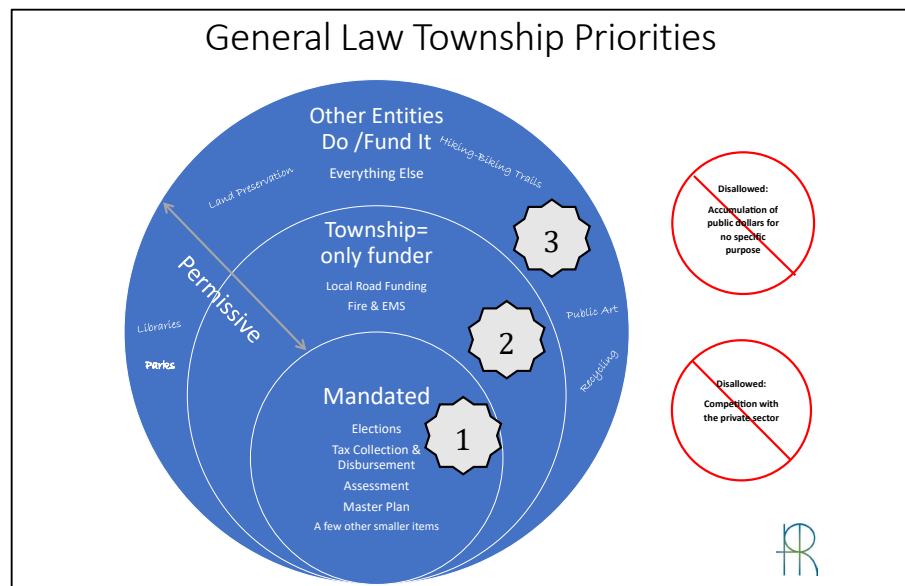 General Law Township Priorities
Other Entities
Do /Fund It
Everything Else
Land Preservation
Hiking-Biking Trails
Libraries
Parks
Public Art
Recycling
Permissive
3
Township=
only funder
Local Road Funding
Fire & EMS
2
Mandated
Elections
Tax Collection &
Disbursement
Assessment
Master Plan
A few other smaller items
1
Disallowed:
Accumulation of
public dollars for
no specific
purpose
Disallowed:
Competition with
the private sector